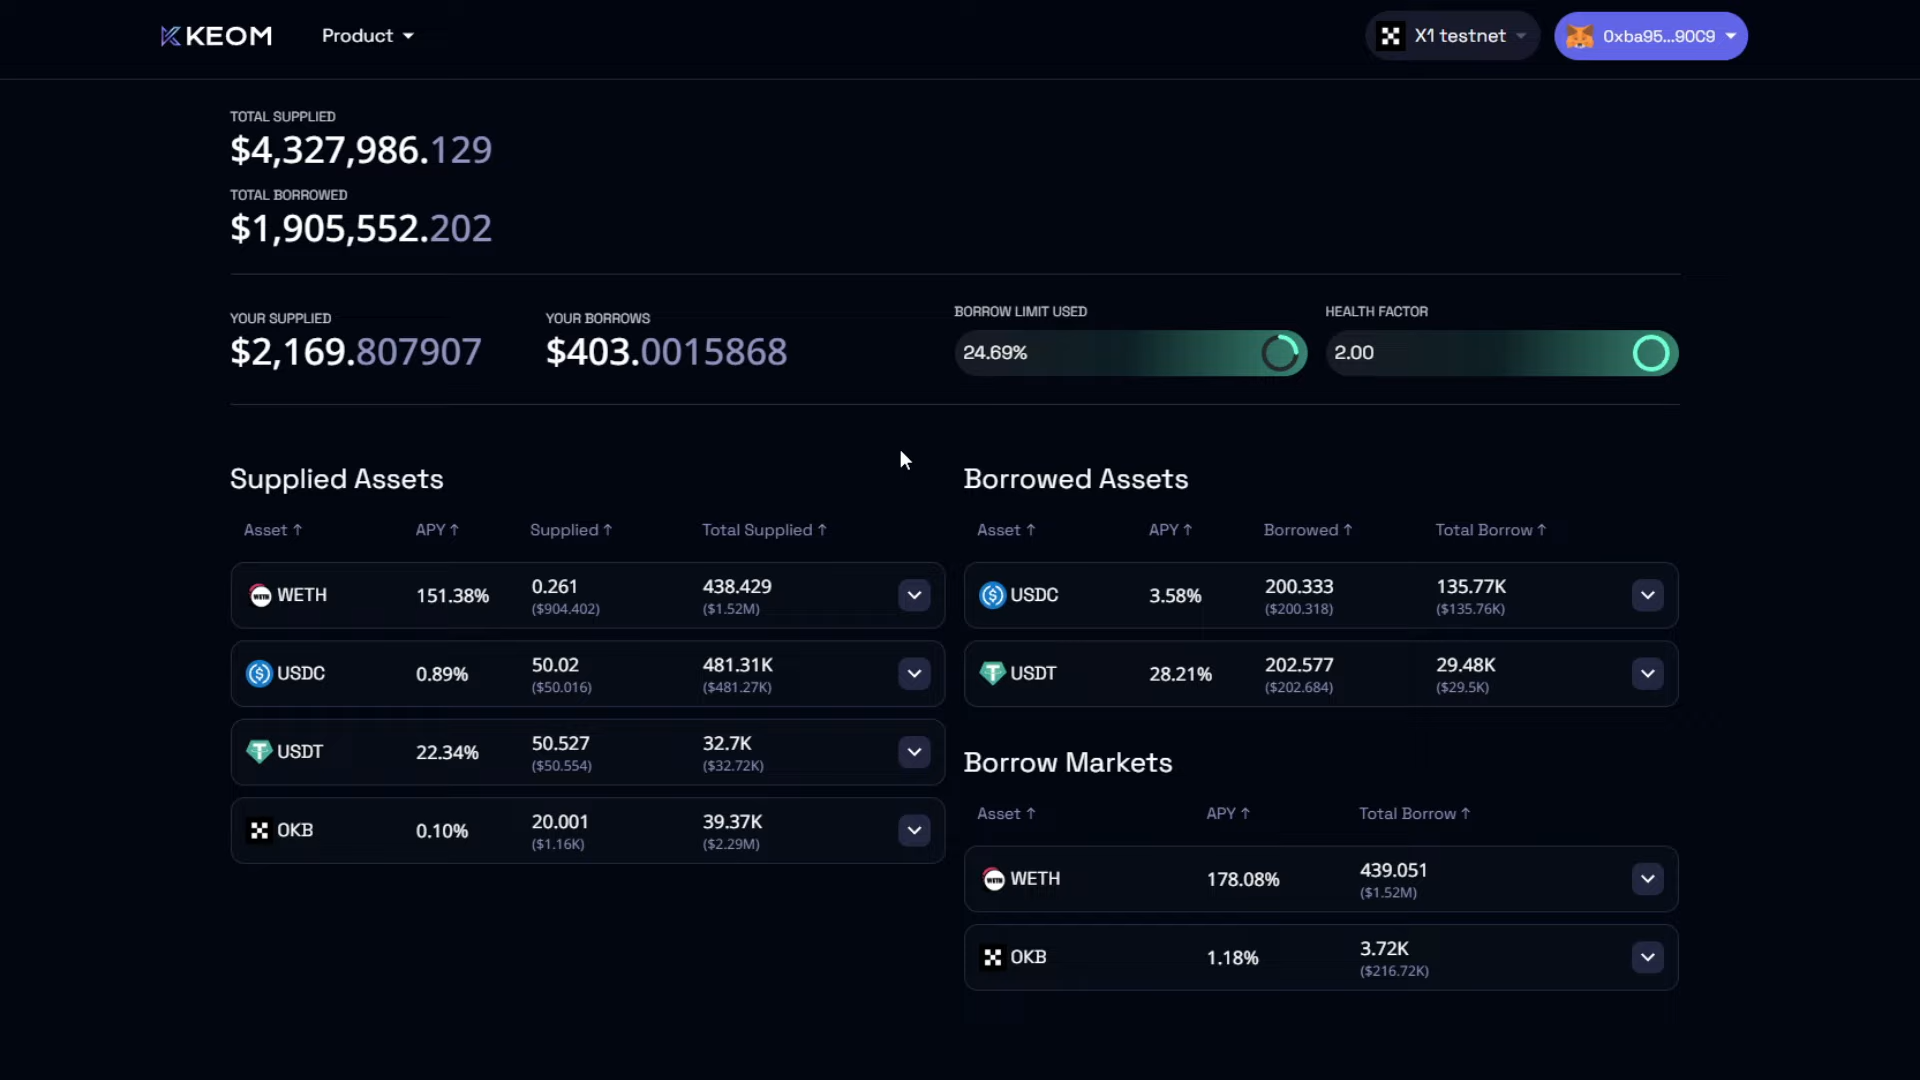 KEOM
Product
X1 testnet
0xba95...90C9
TOTAL SUPPLIED
$4,327,986.129
TOTAL BORROWED
$1,905,552.202
YOUR SUPPLIED
$2,169.807907
YOUR BORROWS
$403.0015868
BORROW LIMIT USED
24.69%
HEALTH FACTOR
2.00
Supplied Assets
Asset ↑ APY ↑ Supplied ↑ Total Supplied ↑
WETH 151.38% 0.261 438.429
($904.402) ($1.52M)
USDC 0.89% 50.02 481.31K
($50.016) ($481.27K)
USDT 22.34% 50.527 32.7K
($50.554) ($32.72K)
OKB 0.10% 20.001 39.37K
($1.16K) ($2.29M)
Borrowed Assets
Asset ↑ APY ↑ Borrowed ↑ Total Borrow ↑
USDC 3.58% 200.333 135.77K
($200.318) ($135.76K)
USDT 28.21% 202.577 29.48K
($202.684) ($29.5K)
Borrow Markets
Asset ↑ APY ↑ Total Borrow ↑
WETH 178.08% 439.051
($1.52M)
OKB 1.18% 3.72K
($216.72K)